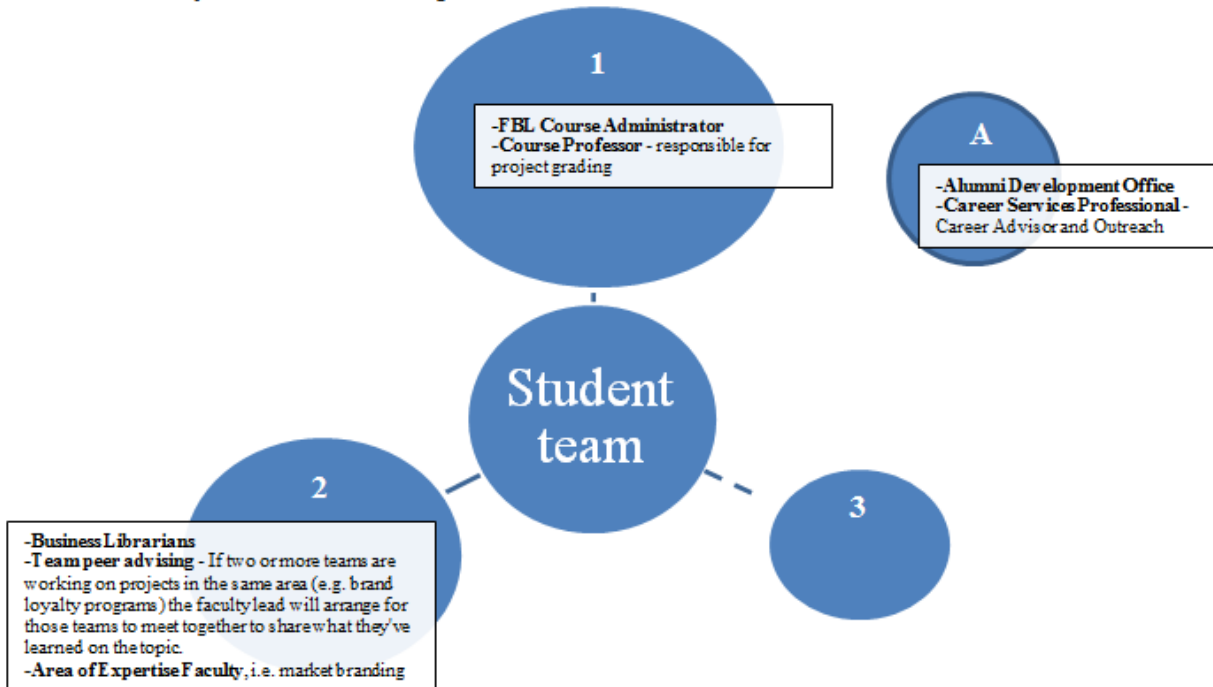 1
-FBL Course Administrator
-Course Professor - responsible for
project grading
A
-Alumni Development Office
-Career Services Professional -
Career Advisor and Outreach
Student
team
2
-Business Librarians
-Team peer advising - If two or more teams are
working on projects in the same area (e.g. brand
loyalty programs) the faculty lead will arrange for
those teams to meet together to share what they've
learned on the topic.
-Area of Expertise Faculty, i.e. market branding
3